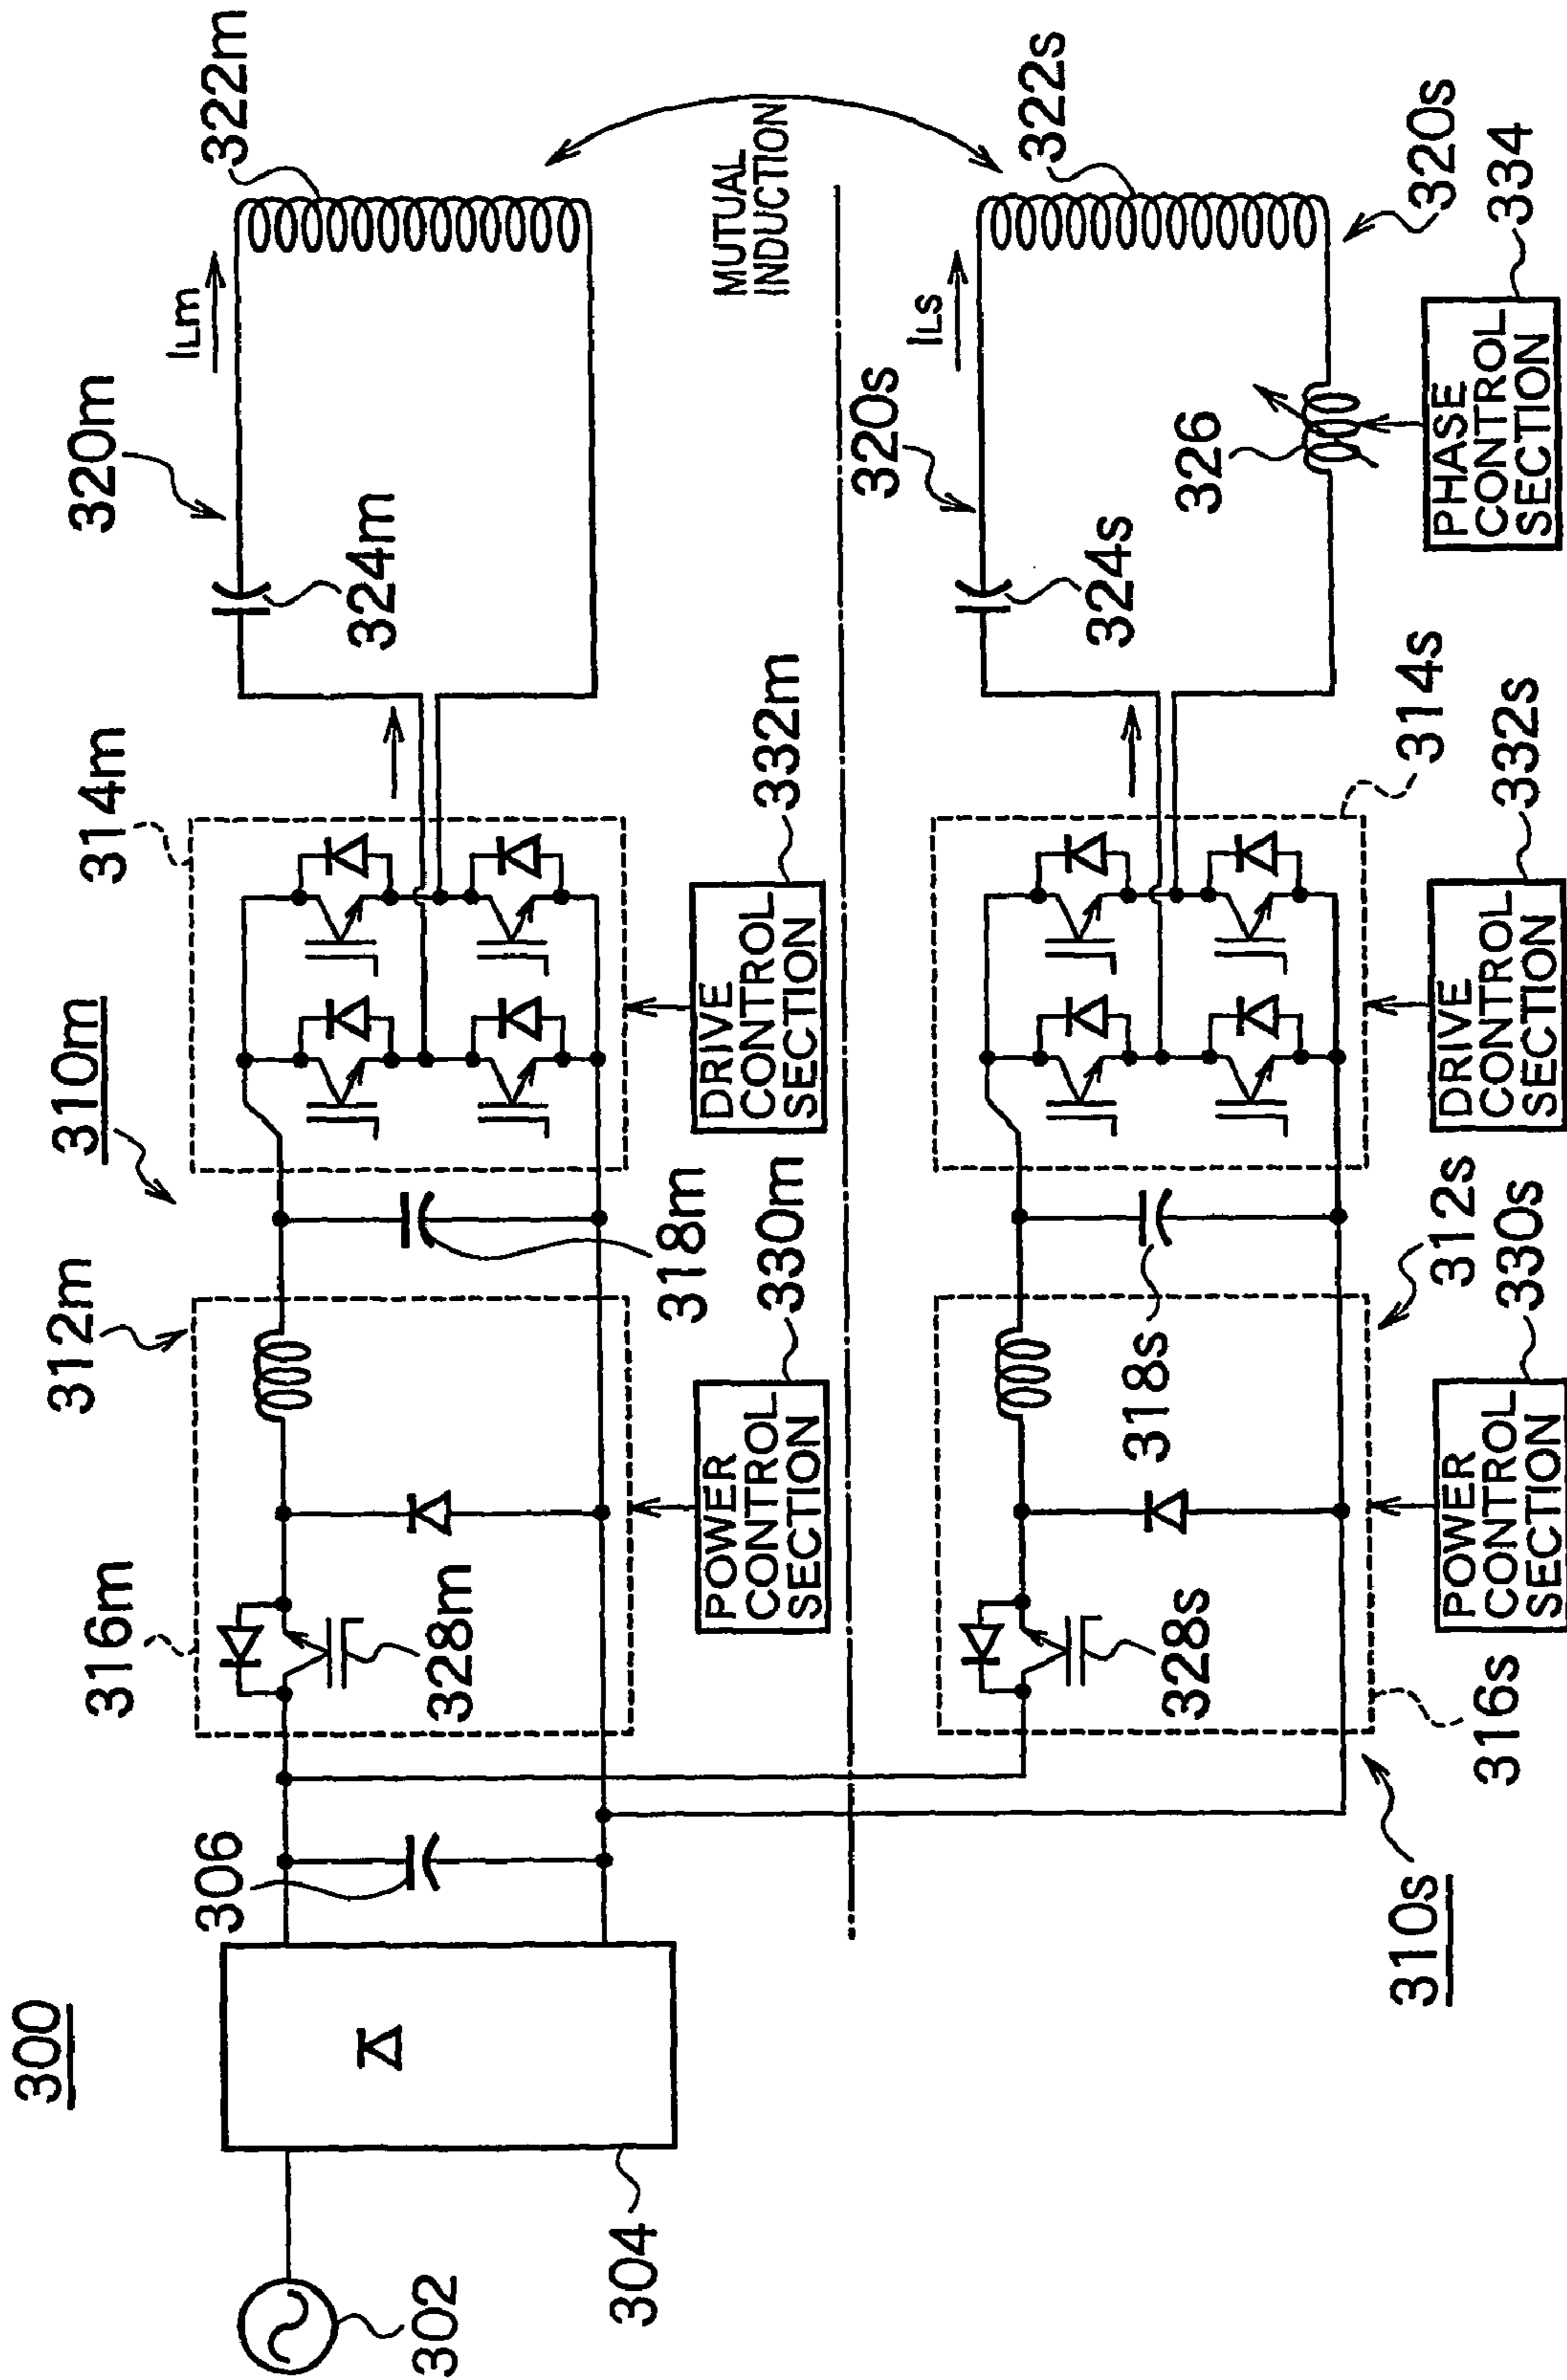 300
302
304
306
310m
312m
316m
328m
318m
314m
320m
324m
ILm
322m
POWER
CONTROL
SECTION
330m
DRIVE
CONTROL
SECTION
332m
MUTUAL
INDUCTION
310s
316s
328s
312s
318s
314s
320s
324s
ILS
322s
326
320s
POWER
CONTROL
SECTION
330s
DRIVE
CONTROL
SECTION
332s
PHASE
CONTROL
SECTION
334